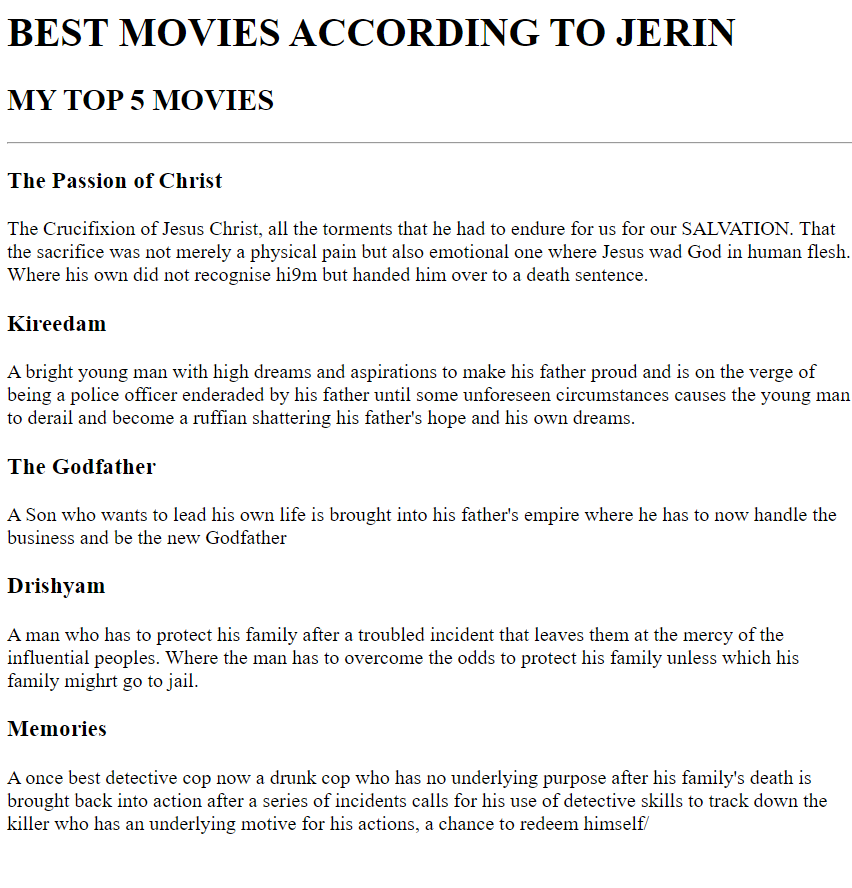 BEST MOVIES ACCORDING TO JERIN
MY TOP 5 MOVIES
The Passion of Christ
The Crucifixion of Jesus Christ, all the torments that he had to endure for us for our SALVATION. That
the sacrifice was not merely a physical pain but also emotional one where Jesus wad God in human flesh.
Where his own did not recognise hi9m but handed him over to a death sentence.
Kireedam
A bright young man with high dreams and aspirations to make his father proud and is on the verge of
being a police officer enderaded by his father until some unforeseen circumstances causes the young man
to derail and become a ruffian shattering his father's hope and his own dreams.
The Godfather
A Son who wants to lead his own life is brought into his father's empire where he has to now handle the
business and be the new Godfather
Drishyam
A man who has to protect his family after a troubled incident that leaves them at the mercy of the
influential peoples. Where the man has to overcome the odds to protect his family unless which his
family mighrt go to jail.
Memories
A once best detective cop now a drunk cop who has no underlying purpose after his family's death is
brought back into action after a series of incidents calls for his use of detective skills to track down the
killer who has an underlying motive for his actions, a chance to redeem himself/